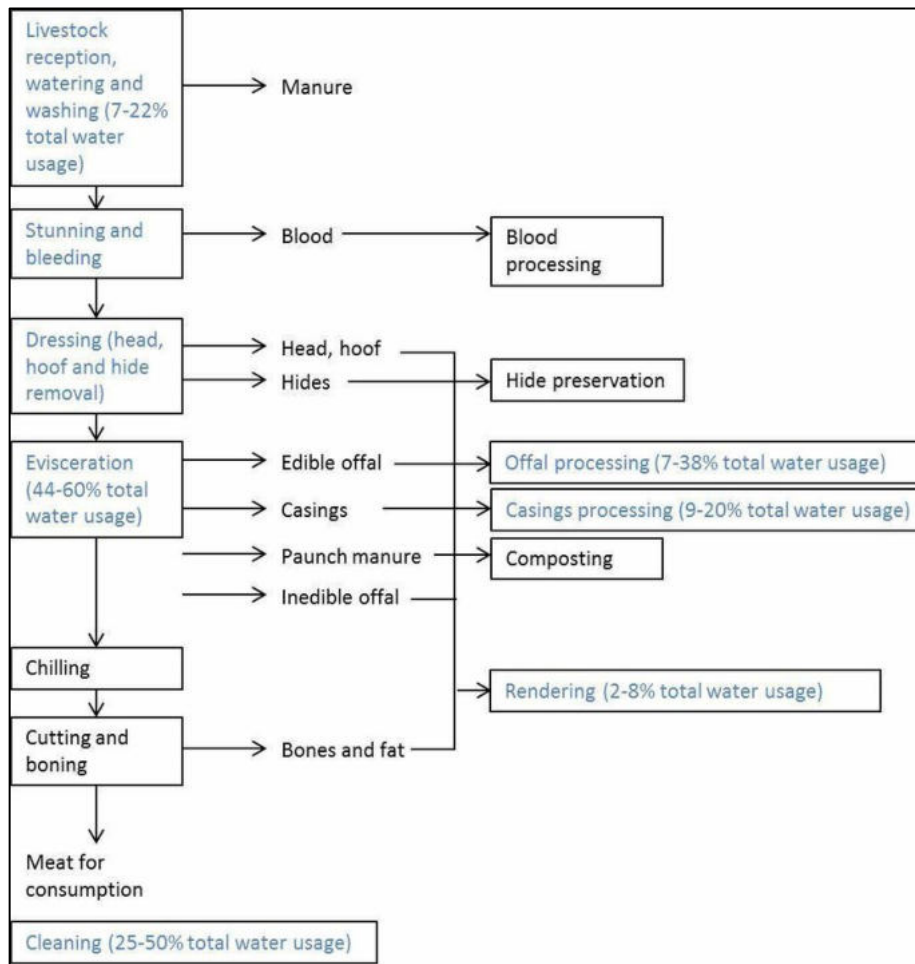 Livestock
reception,
watering and
washing (7-22%
total water
usage)
Manure
Stunning and
bleeding
Blood
Blood
processing
Dressing (head,
hoof and hide
removal)
Head, hoof
Hides
Hide preservation
Evisceration
(44-60% total
water usage)
Edible offal
Offal processing (7-38% total water usage)
Casings
Casings processing (9-20% total water usage)
Paunch manure
Composting
Inedible offal
Chilling
Rendering (2-8% total water usage)
Cutting and
boning
Bones and fat
Meat for
consumption
Cleaning (25-50% total water usage)